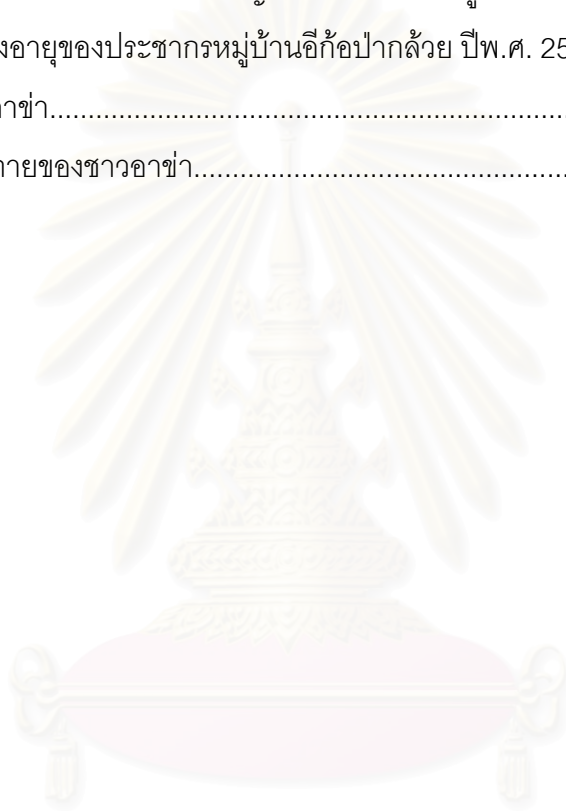 งอายุของประชากรหมู่บ้านอีก้อป่ากล้วย ปีพ.ศ. 25
อาข่า......................................................................
กายของชาวอาข่า..................................................